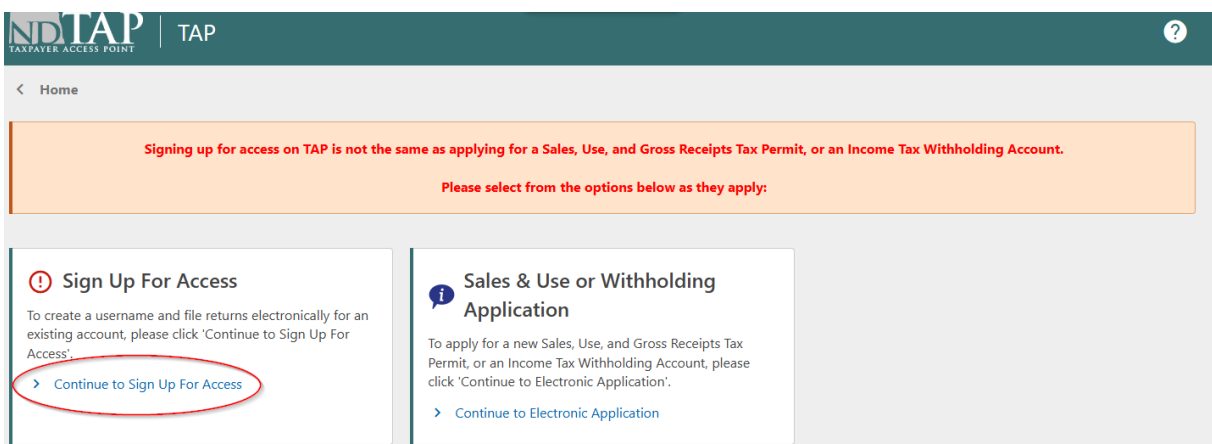 NDTAP
TAXPAYER ACCESS POINT
TAP
?
< Home
Signing up for access on TAP is not the same as applying for a Sales, Use, and Gross Receipts Tax Permit, or an Income Tax Withholding Account.
Please select from the options below as they apply:
Sign Up For Access
To create a username and file returns electronically for an
existing account, please click 'Continue to Sign Up For
Access'.
> Continue to Sign Up For Access
Sales & Use or Withholding
Application
To apply for a new Sales, Use, and Gross Receipts Tax
Permit, or an Income Tax Withholding Account, please
click 'Continue to Electronic Application'.
> Continue to Electronic Application